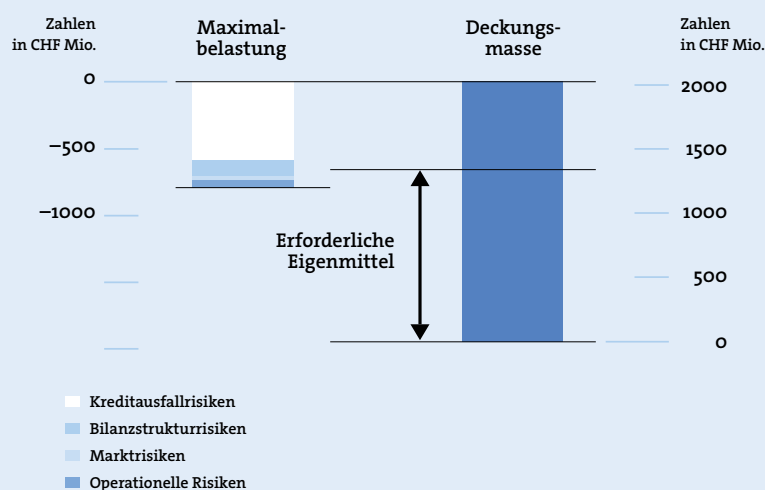 Zahlen
in CHF Mio.
Maximal-
belastung
Deckungs-
masse
Zahlen
in CHF Mio.
0
–500
–1000
2000
1500
1000
500
0
Erforderliche
Eigenmittel
Kreditausfallrisiken
Bilanzstrukturrisiken
Marktrisiken
Operationelle Risiken